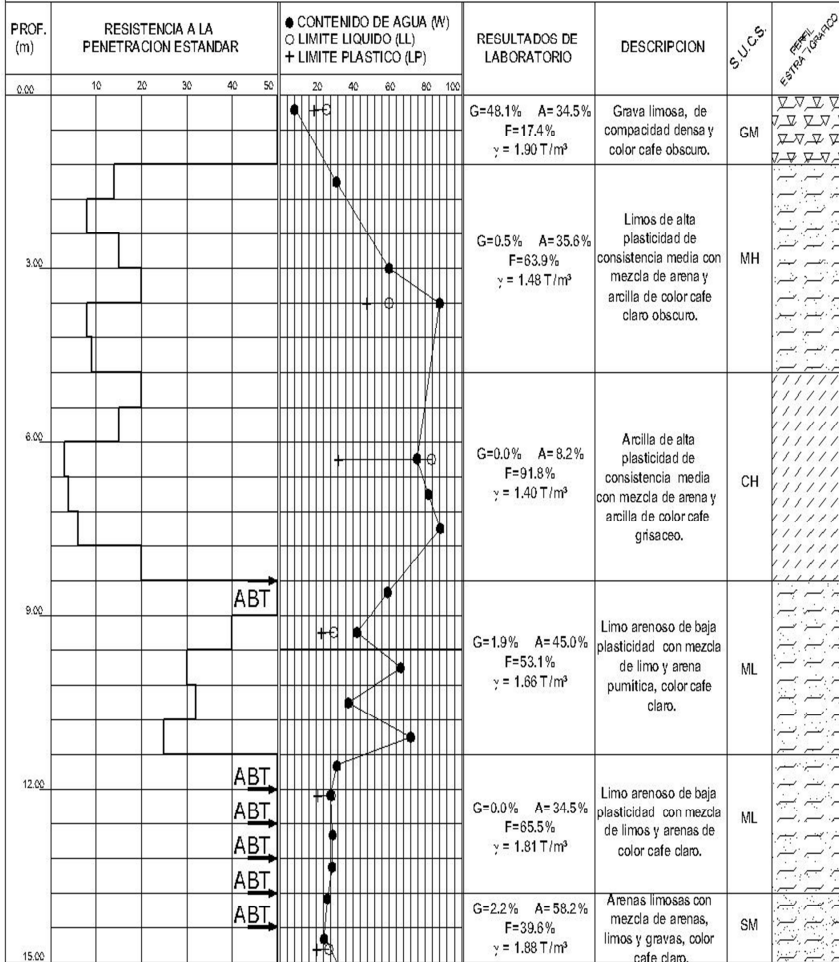 PROF.
(m)
RESISTENCIA A LA
PENETRACION ESTANDAR
CONTENIDO DE AGUA (W)
LIMITE LIQUIDO (LL)
LIMITE PLASTICO (LP)
RESULTADOS DE
LABORATORIO
DESCRIPCION
S.U.C.S.
PERFIL
ESTRATIGRAFICO
0.00
10 20 30 40 50
20 40 60 80 100
G=48.1% A=34.5%
F=17.4%
γ = 1.90 T/m³
Grava limosa, de
compacidad densa y
color cafe obscuro.
GM
3.00
G=0.5% A=35.6%
F=63.9%
γ = 1.48 T/m³
Limos de alta
plasticidad de
consistencia media con
mezcla de arena y
arcilla de color cafe
claro obscuro.
MH
6.00
G=0.0% A=8.2%
F=91.8%
γ = 1.40 T/m³
Arcilla de alta
plasticidad de
consistencia media
con mezcla de arena y
arcilla de color cafe
grisaceo.
CH
ABT
9.00
G=1.9% A=45.0%
F=53.1%
γ = 1.66 T/m³
Limo arenoso de baja
plasticidad con mezcla
de limo y arena
pumitica, color cafe
claro.
ML
ABT
12.00
ABT
ABT
G=0.0% A=34.5%
F=65.5%
γ = 1.81 T/m³
Limo arenoso de baja
plasticidad con mezcla
de limos y arenas de
color cafe claro.
ML
ABT
ABT
G=2.2% A=58.2%
F=39.6%
γ = 1.88 T/m³
Arenas limosas con
mezcla de arenas,
limos y gravas, color
cafe claro.
SM
15.00